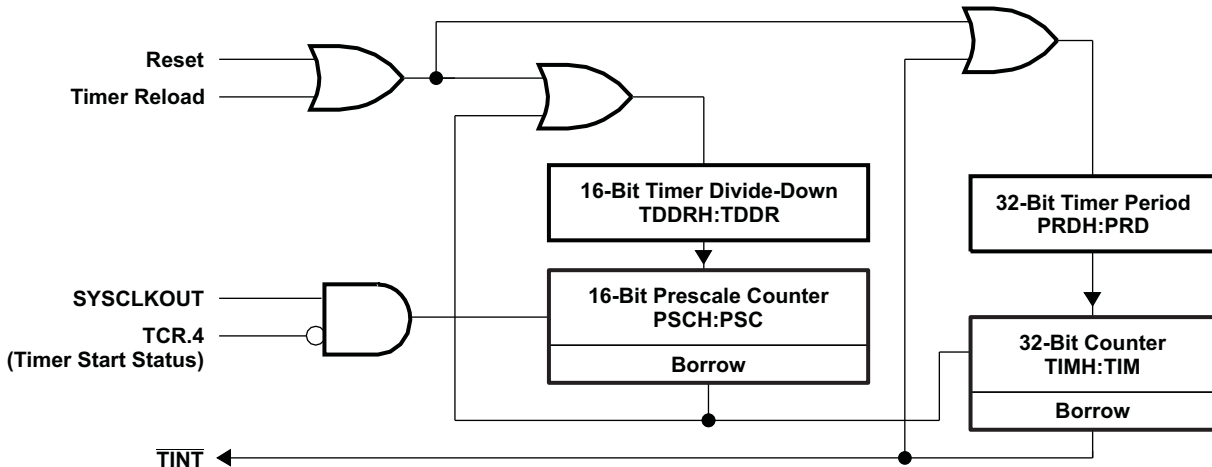 Reset
Timer Reload
16-Bit Timer Divide-Down
TDDRH:TDDR
32-Bit Timer Period
PRDH:PRD
SYSCLKOUT
TCR.4
(Timer Start Status)
16-Bit Prescale Counter
PSCH:PSC
Borrow
32-Bit Counter
TIMH:TIM
Borrow
TINT